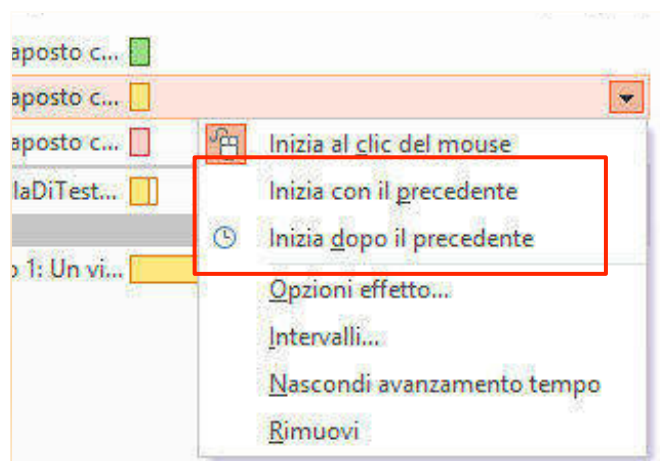 aposto c...
aposto c...
aposto c...
Inizia al clic del mouse
laDiTest...
Inizia con il precedente
Inizia dopo il precedente
o 1: Un vi...
Opzioni effetto...
Intervalli...
Nascondi avanzamento tempo
Rimuovi